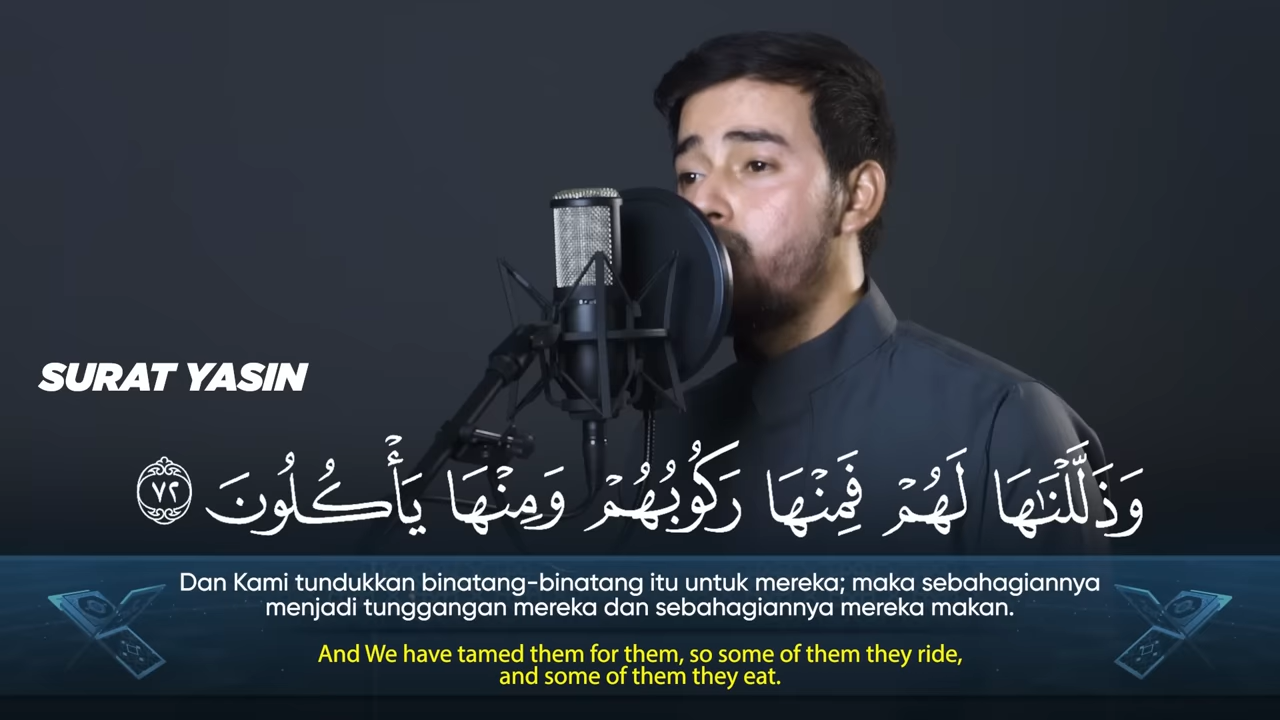 SURAT YASIN
وَذَلَّلْنَٰهَا لَهُمْ فَمِنْهَا رَكُوبُهُمْ وَمِنْهَا يَأْكُلُونَ ٧٢
Dan Kami tundukkan binatang-binatang itu untuk mereka; maka sebahagiannya
menjadi tunggangan mereka dan sebahagiannya mereka makan.
And We have tamed them for them, so some of them they ride,
and some of them they eat.